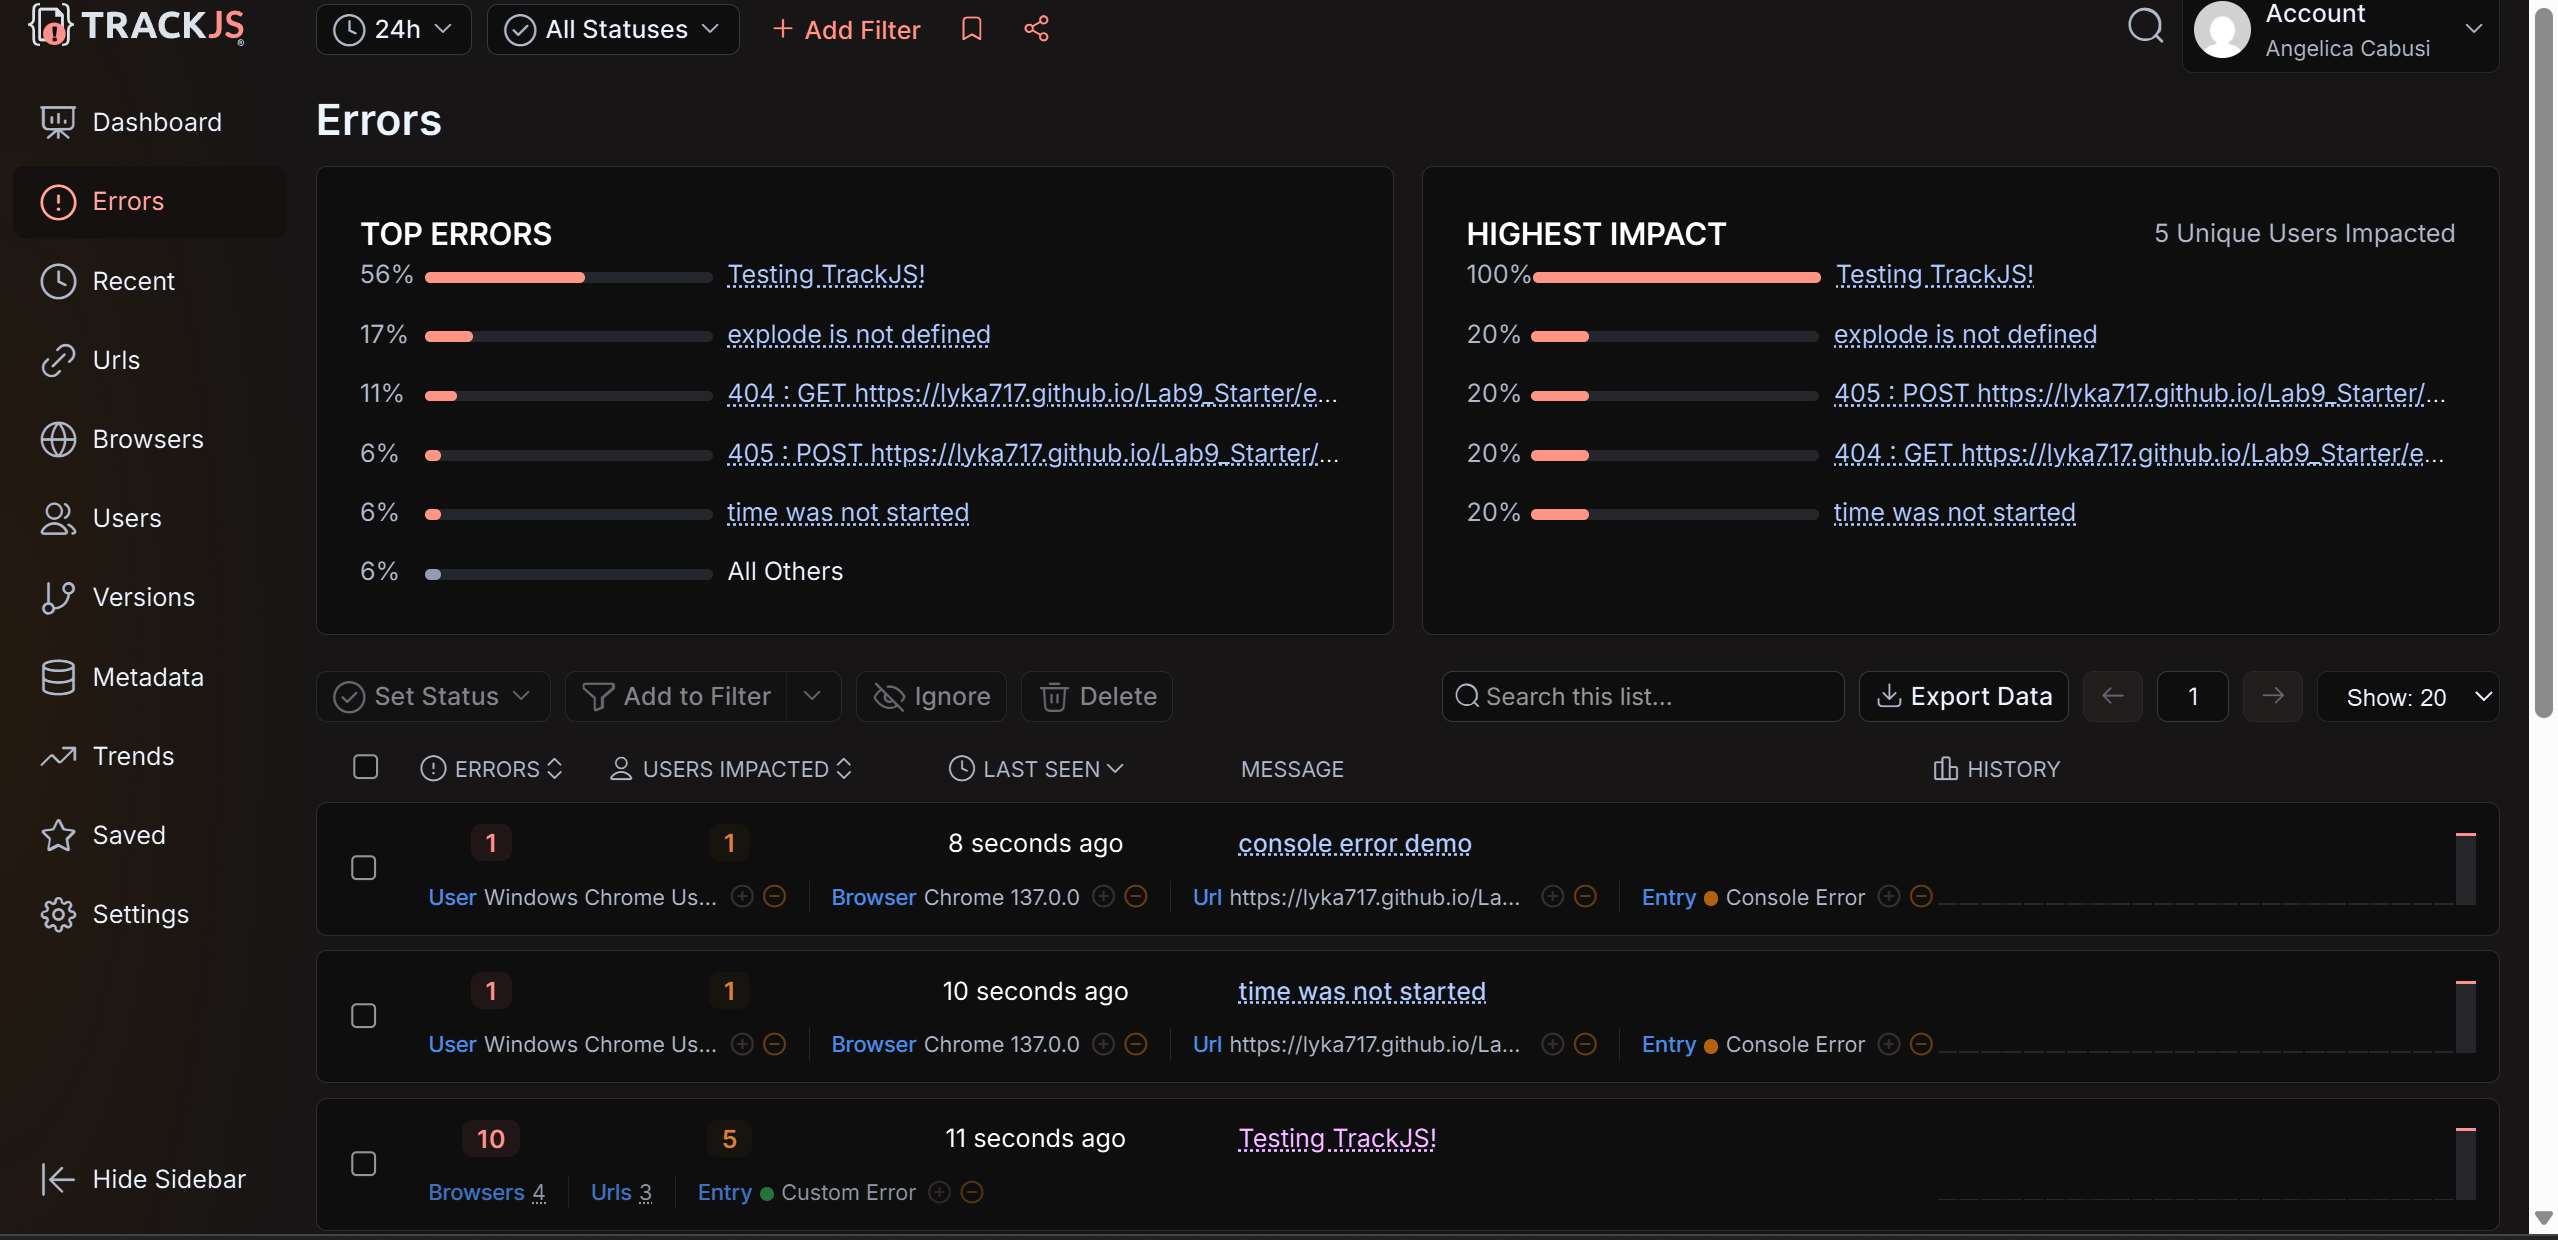 TRACKJS
24h
All Statuses
+ Add Filter
Account
Angelica Cabusi
Dashboard
Errors
Recent
Urls
Browsers
Users
Versions
Metadata
Trends
Saved
Settings
Hide Sidebar
Errors
TOP ERRORS
56% Testing TrackJS!
17% explode is not defined
11% 404 : GET https://lyka717.github.io/Lab9_Starter/e...
6% 405 : POST https://lyka717.github.io/Lab9_Starter/...
6% time was not started
6% All Others
HIGHEST IMPACT
5 Unique Users Impacted
100% Testing TrackJS!
20% explode is not defined
20% 405 : POST https://lyka717.github.io/Lab9_Starter/...
20% 404 : GET https://lyka717.github.io/Lab9_Starter/e...
20% time was not started
Set Status
Add to Filter
Ignore
Delete
Search this list...
Export Data
1
Show: 20
ERRORS USERS IMPACTED LAST SEEN MESSAGE HISTORY
1 1 8 seconds ago console error demo
User Windows Chrome Us... Browser Chrome 137.0.0 Url https://lyka717.github.io/La... Entry Console Error
1 1 10 seconds ago time was not started
User Windows Chrome Us... Browser Chrome 137.0.0 Url https://lyka717.github.io/La... Entry Console Error
10 5 11 seconds ago Testing TrackJS!
Browsers 4 Urls 3 Entry Custom Error